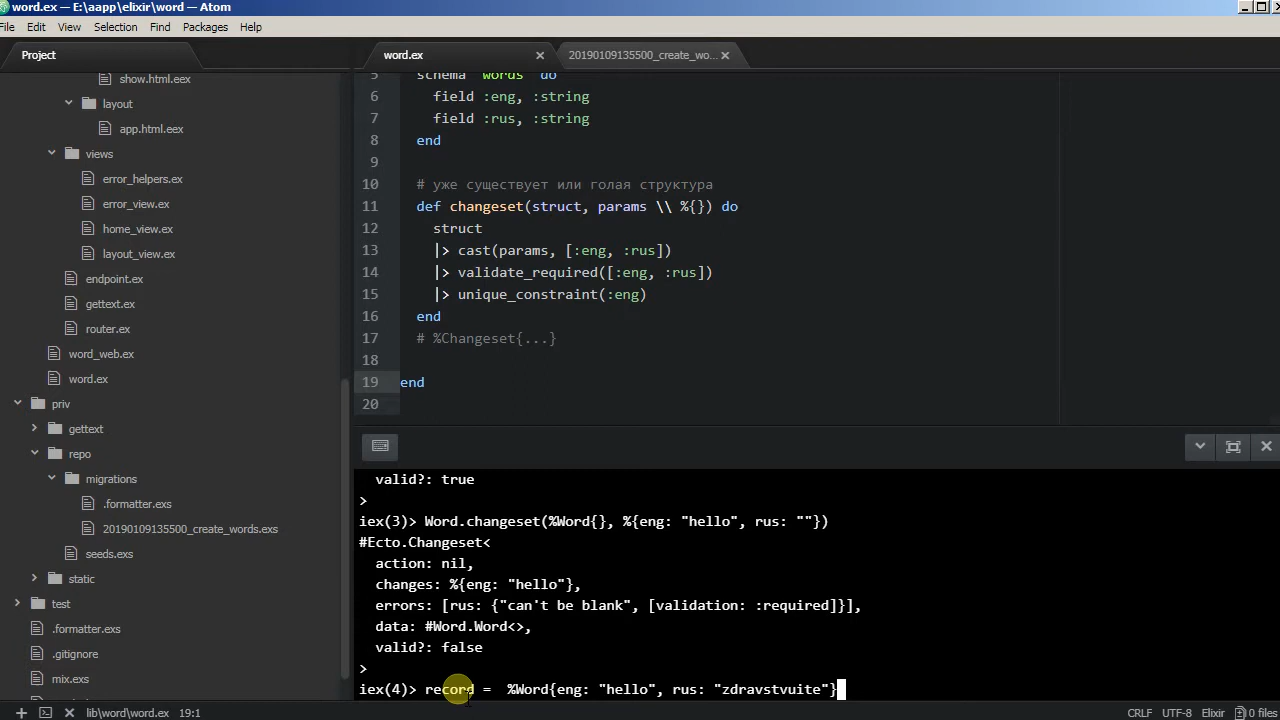 word.ex — E:\aapp\elixir\word — Atom
File Edit View Selection Find Packages Help
Project
word.ex
20190109135500_create_wo...
show.html.eex
layout
app.html.eex
views
error_helpers.ex
error_view.ex
home_view.ex
layout_view.ex
endpoint.ex
gettext.ex
router.ex
word_web.ex
word.ex
priv
gettext
repo
migrations
.formatter.exs
20190109135500_create_words.exs
seeds.exs
static
test
.formatter.exs
.gitignore
mix.exs
5 schema "words" do
6 field :eng, :string
7 field :rus, :string
8 end
9
10 # уже существует или голая структура
11 def changeset(struct, params \\ %{}) do
12 struct
13 |> cast(params, [:eng, :rus])
14 |> validate_required([:eng, :rus])
15 |> unique_constraint(:eng)
16 end
17 # %Changeset{...}
18
19 end
20
valid?: true
>
iex(3)> Word.changeset(%Word{}, %{eng: "hello", rus: ""})
#Ecto.Changeset<
action: nil,
changes: %{eng: "hello"},
errors: [rus: {"can't be blank", [validation: :required]}],
data: #Word.Word<>,
valid?: false
>
iex(4)> record =  %Word{eng: "hello", rus: "zdravstvuite"}
lib\word\word.ex 19:1
CRLF UTF-8 Elixir 0 files